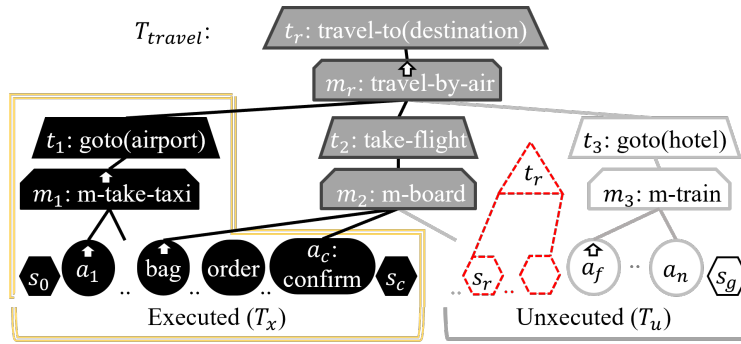 T_travel:
t_r: travel-to(destination)
m_r: travel-by-air
t_1: goto(airport)
t_2: take-flight
t_3: goto(hotel)
t_r
m_1: m-take-taxi
m_2: m-board
m_3: m-train
s_0 a_1 .. bag order a_c: confirm s_c .. s_r .. a_f .. a_n s_g
Executed (T_x)
Unxecuted (T_u)